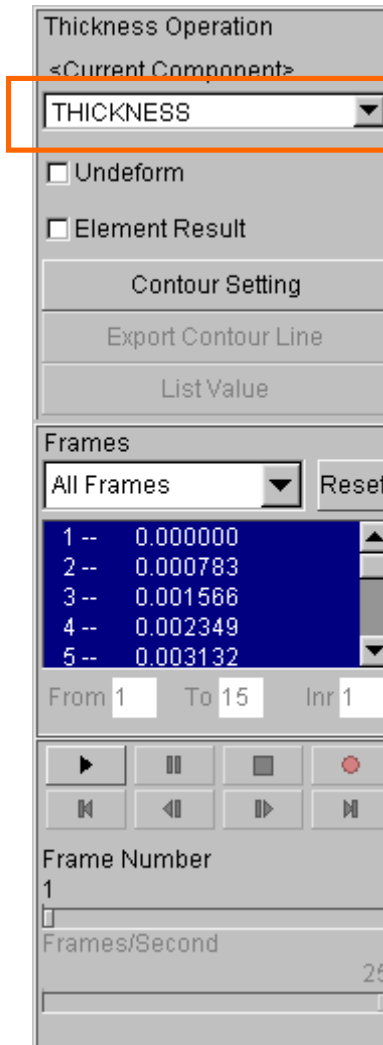 Thickness Operation
<Current Component>
THICKNESS
Undeform
Element Result
Contour Setting
Export Contour Line
List Value
Frames
All Frames Reset
1 -- 0.000000
2 -- 0.000783
3 -- 0.001566
4 -- 0.002349
5 -- 0.003132
From 1 To 15 Inr 1
Frame Number
1
Frames/Second
25